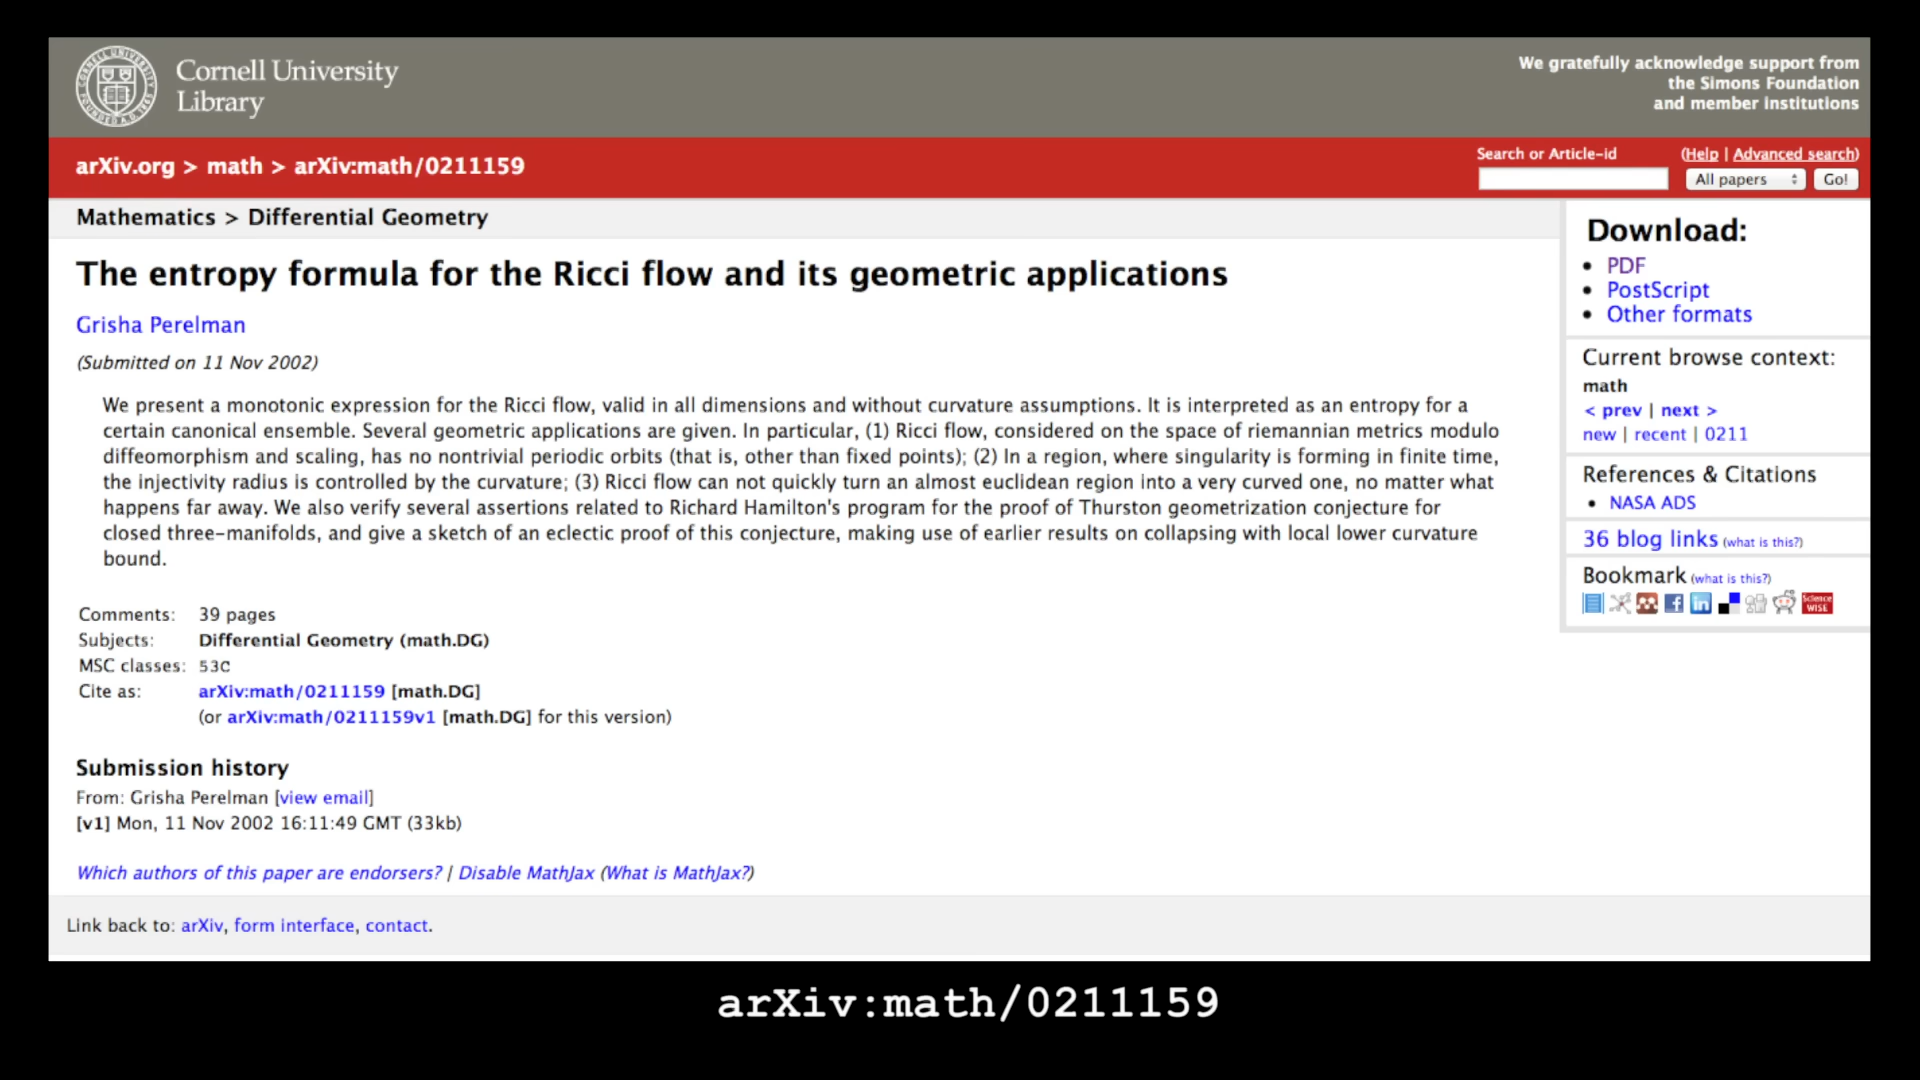 Cornell University
Library
We gratefully acknowledge support from
the Simons Foundation
and member institutions
arXiv.org > math > arXiv:math/0211159
Search or Article-id
(Help | Advanced search)
All papers
Go!
Mathematics > Differential Geometry
The entropy formula for the Ricci flow and its geometric applications
Grisha Perelman
(Submitted on 11 Nov 2002)
We present a monotonic expression for the Ricci flow, valid in all dimensions and without curvature assumptions. It is interpreted as an entropy for a
certain canonical ensemble. Several geometric applications are given. In particular, (1) Ricci flow, considered on the space of riemannian metrics modulo
diffeomorphism and scaling, has no nontrivial periodic orbits (that is, other than fixed points); (2) In a region, where singularity is forming in finite time,
the injectivity radius is controlled by the curvature; (3) Ricci flow can not quickly turn an almost euclidean region into a very curved one, no matter what
happens far away. We also verify several assertions related to Richard Hamilton's program for the proof of Thurston geometrization conjecture for
closed three-manifolds, and give a sketch of an eclectic proof of this conjecture, making use of earlier results on collapsing with local lower curvature
bound.
Comments: 39 pages
Subjects: Differential Geometry (math.DG)
MSC classes: 53C
Cite as: arXiv:math/0211159 [math.DG]
(or arXiv:math/0211159v1 [math.DG] for this version)
Submission history
From: Grisha Perelman [view email]
[v1] Mon, 11 Nov 2002 16:11:49 GMT (33kb)
Which authors of this paper are endorsers? | Disable MathJax (What is MathJax?)
Link back to: arXiv, form interface, contact.
Download:
PDF
PostScript
Other formats
Current browse context:
math
< prev | next >
new | recent | 0211
References & Citations
NASA ADS
36 blog links (what is this?)
Bookmark (what is this?)
Science
WISE
arXiv:math/0211159